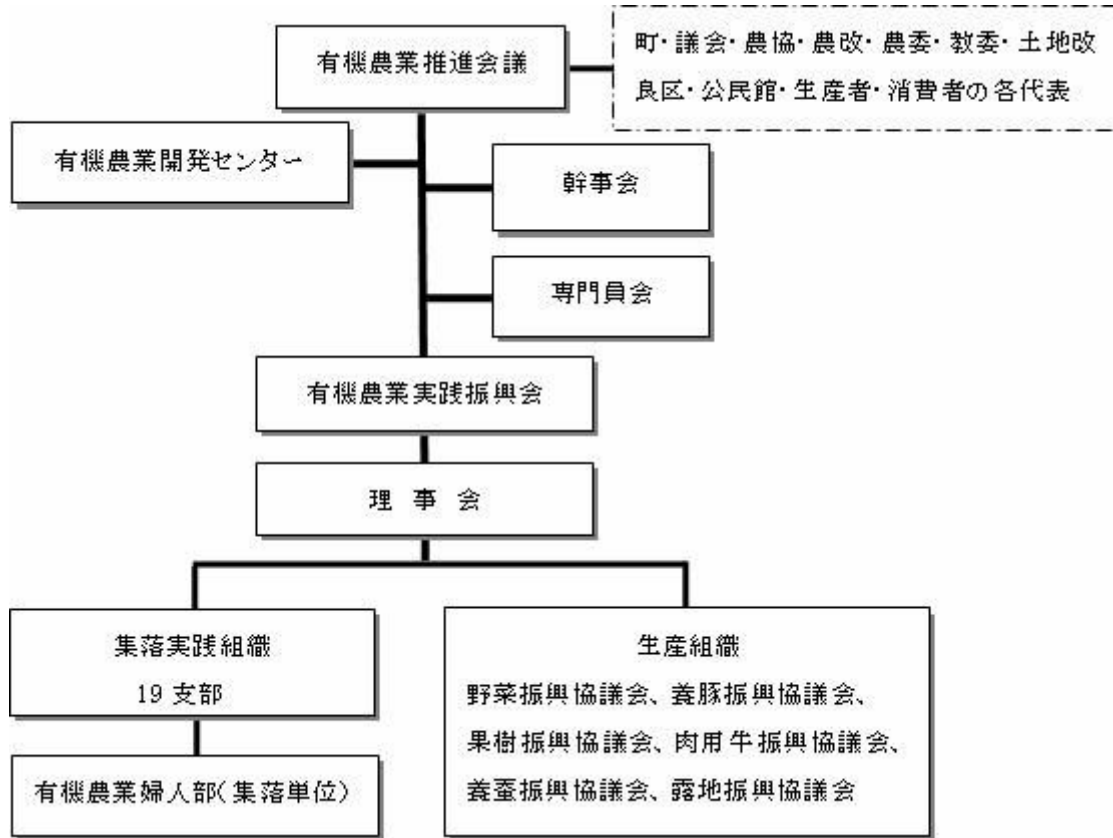 有機農業推進会議
町・議会・農協・農改・農委・教委・土地改
良区・公民館・生産者・消費者の各代表
有機農業開発センター
幹事会
専門員会
有機農業実践振興会
理 事 会
集落実践組織
19支部
有機農業婦人部(集落単位)
生産組織
野菜振興協議会、養豚振興協議会、
果樹振興協議会、肉用牛振興協議会、
養蚕振興協議会、露地振興協議会